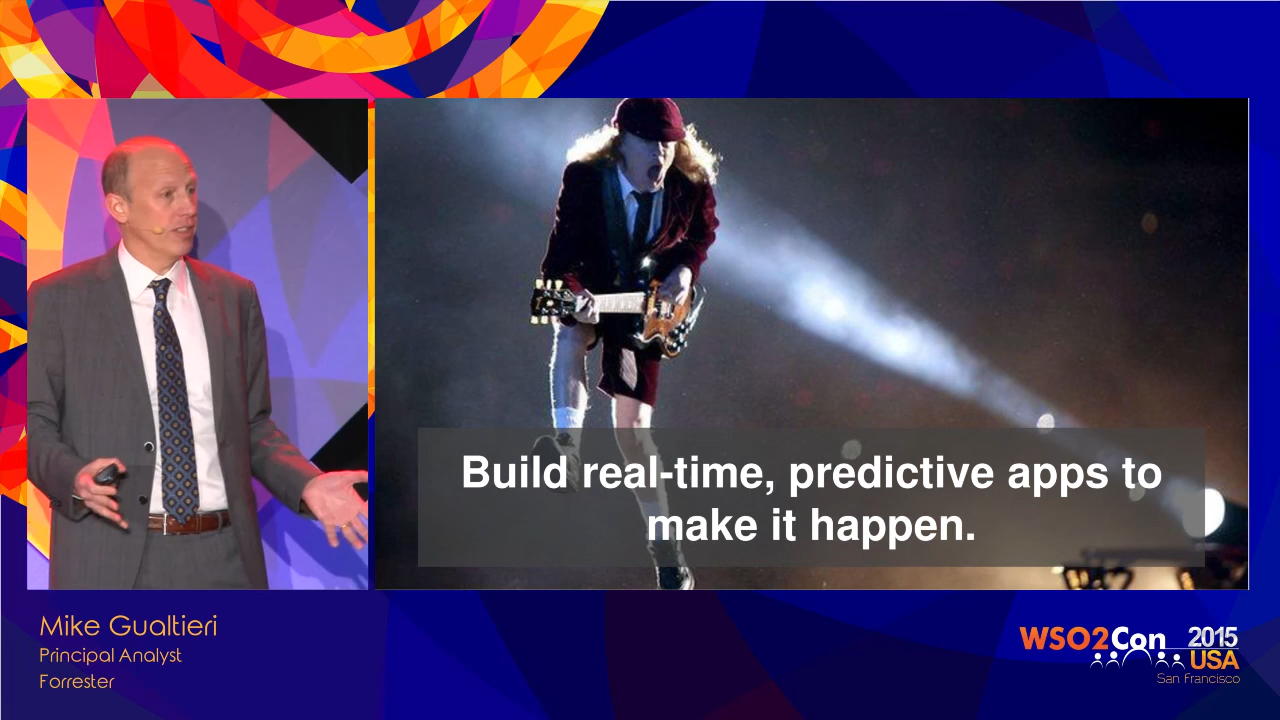 Build real-time, predictive apps to
make it happen.
Mike Gualtieri
Principal Analyst
Forrester
WSO2Con 2015
USA
San Francisco